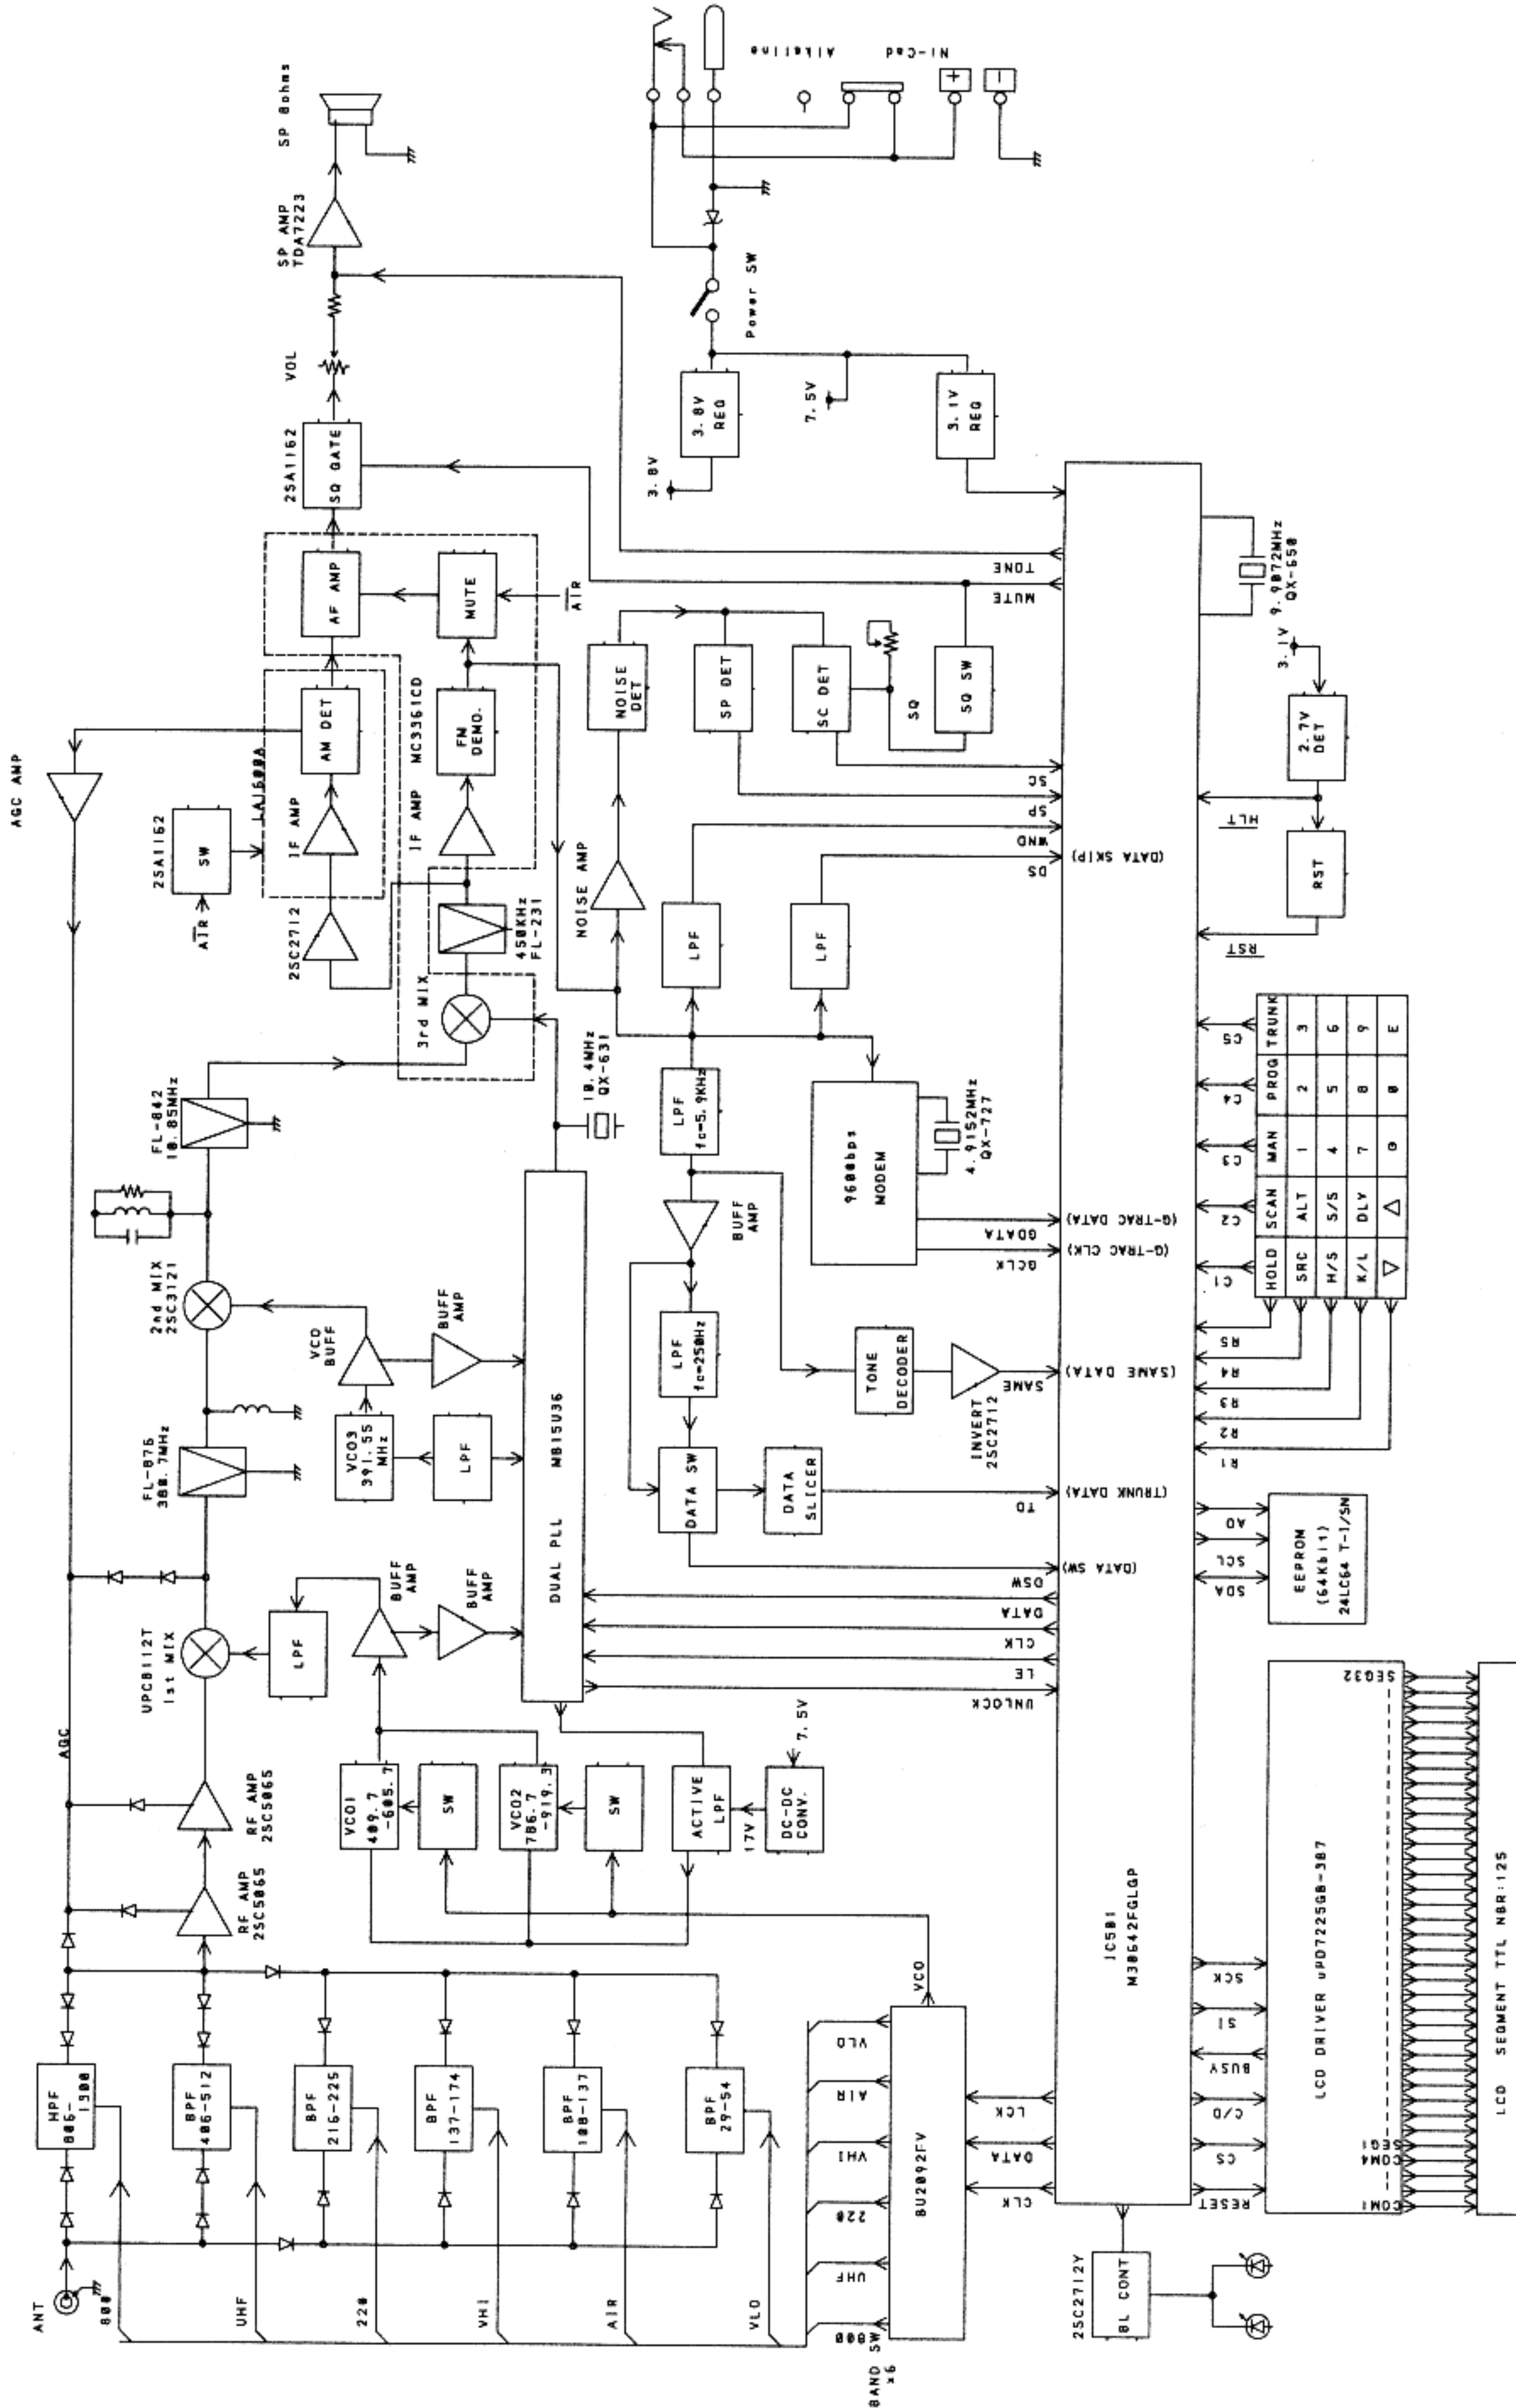 AGC AMP
SP 8ohms
SP AMP
TDA7223
VOL
2SA1162
SQ GATE
AF AMP
MUTE
AIR
AM DET
LA1600A
IF AMP
MC3361CD
FM
DEMO.
IF AMP
2SA1162
SW
AIR
2SC2712
450KHz
FL-231
3rd MIX
FL-842
10.85MHz
10.4MHz
QX-631
2nd MIX
2SC3121
VCO
BUFF
BUFF
AMP
VCO3
391.55
MHz
LPF
FL-876
380.7MHz
UPC8112T
1st MIX
LPF
BUFF
AMP
BUFF
AMP
DUAL PLL
MB15U36
AGC
RF AMP
2SC5065
RF AMP
2SC5065
VCO1
409.7
-605.7
SW
VCO2
786.7
-919.3
SW
ACTIVE
LPF
17V
DC-DC
CONV.
7.5V
HPF
806-
1300
BPF
406-512
BPF
216-225
BPF
137-174
BPF
108-137
BPF
29-54
ANT
800
UHF
220
VHI
AIR
VLO
BAND SW
x6
800
UHF
220
VHI
AIR
VLO
VCO
BU2092FV
CLK
DATA
LCK
Alkaline
Ni-Cad
+
-
Power SW
3.8V
REG
3.8V
7.5V
3.1V
REG
NOISE AMP
NOISE
DET
SP DET
SC DET
SQ
SQ SW
TONE
MUTE
SC
SP
WND
DS
(DATA SKIP)
LPF
LPF
LPF
fc=5.9KHz
9600bps
MODEM
4.9152MHz
QX-727
GDATA
(G-TRAC DATA)
GCLK
(G-TRAC CLK)
BUFF
AMP
LPF
fc=250Hz
TONE
DECODER
INVERT
2SC2712
SAME
(SAME DATA)
DATA SW
DATA
SLICER
TD
(TRUNK DATA)
DSW
(DATA SW)
DATA
CLK
LE
UNLOCK
IC501
M38642FGLGP
9.9072MHz
QX-650
3.1V
2.7V
DET
HLT
RST
RST
C5
C4
C3
C2
C1
HOLD SCAN MAN PROG TRUNK
SRC ALT 1 2 3
H/S S/S 4 5 6
K/L DLY 7 8 9
▽ △ 0 E
R5
R4
R3
R2
R1
AO
SCL
SDA
EEPROM
(64Kbit)
24LC64 T-I/SN
SCK
SI
BUSY
C/D
CS
RESET
LCD DRIVER uPD7225GB-3B7
SEG32
SEG1
COM4
COM1
LCD SEGMENT TTL NBR:125
2SC2712Y
BL CONT